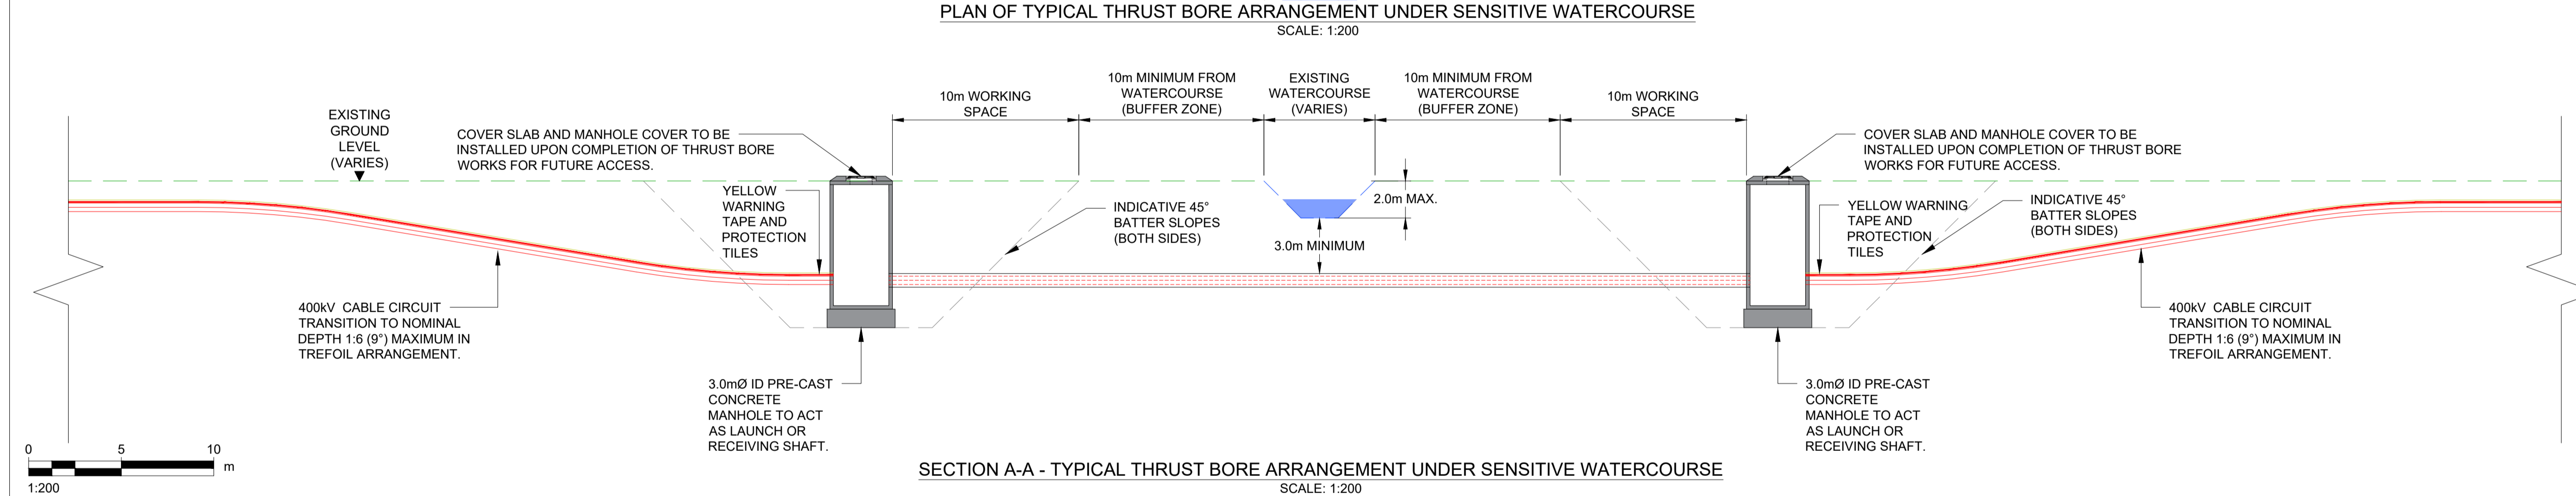 PLAN OF TYPICAL THRUST BORE ARRANGEMENT UNDER SENSITIVE WATERCOURSE
SCALE: 1:200
10m WORKING
SPACE
10m MINIMUM FROM
WATERCOURSE
(BUFFER ZONE)
EXISTING
WATERCOURSE
(VARIES)
10m MINIMUM FROM
WATERCOURSE
(BUFFER ZONE)
10m WORKING
SPACE
EXISTING
GROUND
LEVEL
(VARIES)
COVER SLAB AND MANHOLE COVER TO BE
INSTALLED UPON COMPLETION OF THRUST BORE
WORKS FOR FUTURE ACCESS.
COVER SLAB AND MANHOLE COVER TO BE
INSTALLED UPON COMPLETION OF THRUST BORE
WORKS FOR FUTURE ACCESS.
YELLOW
WARNING
TAPE AND
PROTECTION
TILES
INDICATIVE 45°
BATTER SLOPES
(BOTH SIDES)
2.0m MAX.
3.0m MINIMUM
YELLOW WARNING
TAPE AND
PROTECTION
TILES
INDICATIVE 45°
BATTER SLOPES
(BOTH SIDES)
400kV CABLE CIRCUIT
TRANSITION TO NOMINAL
DEPTH 1:6 (9°) MAXIMUM IN
TREFOIL ARRANGEMENT.
400kV CABLE CIRCUIT
TRANSITION TO NOMINAL
DEPTH 1:6 (9°) MAXIMUM IN
TREFOIL ARRANGEMENT.
3.0mØ ID PRE-CAST
CONCRETE
MANHOLE TO ACT
AS LAUNCH OR
RECEIVING SHAFT.
3.0mØ ID PRE-CAST
CONCRETE
MANHOLE TO ACT
AS LAUNCH OR
RECEIVING SHAFT.
0 5 10
m
1:200
SECTION A-A - TYPICAL THRUST BORE ARRANGEMENT UNDER SENSITIVE WATERCOURSE
SCALE: 1:200